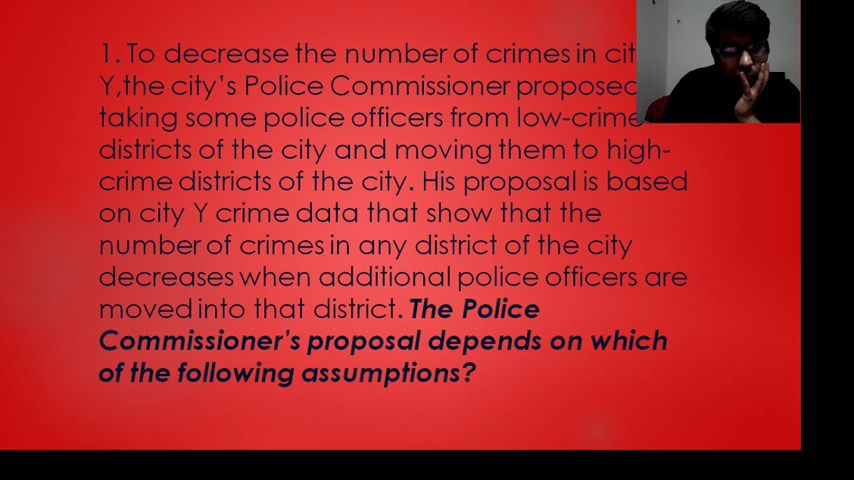 1. To decrease the number of crimes in cit
Y,the city's Police Commissioner proposed
taking some police officers from low-crime
districts of the city and moving them to high-
crime districts of the city. His proposal is based
on city Y crime data that show that the
number of crimes in any district of the city
decreases when additional police officers are
moved into that district. The Police
Commissioner's proposal depends on which
of the following assumptions?